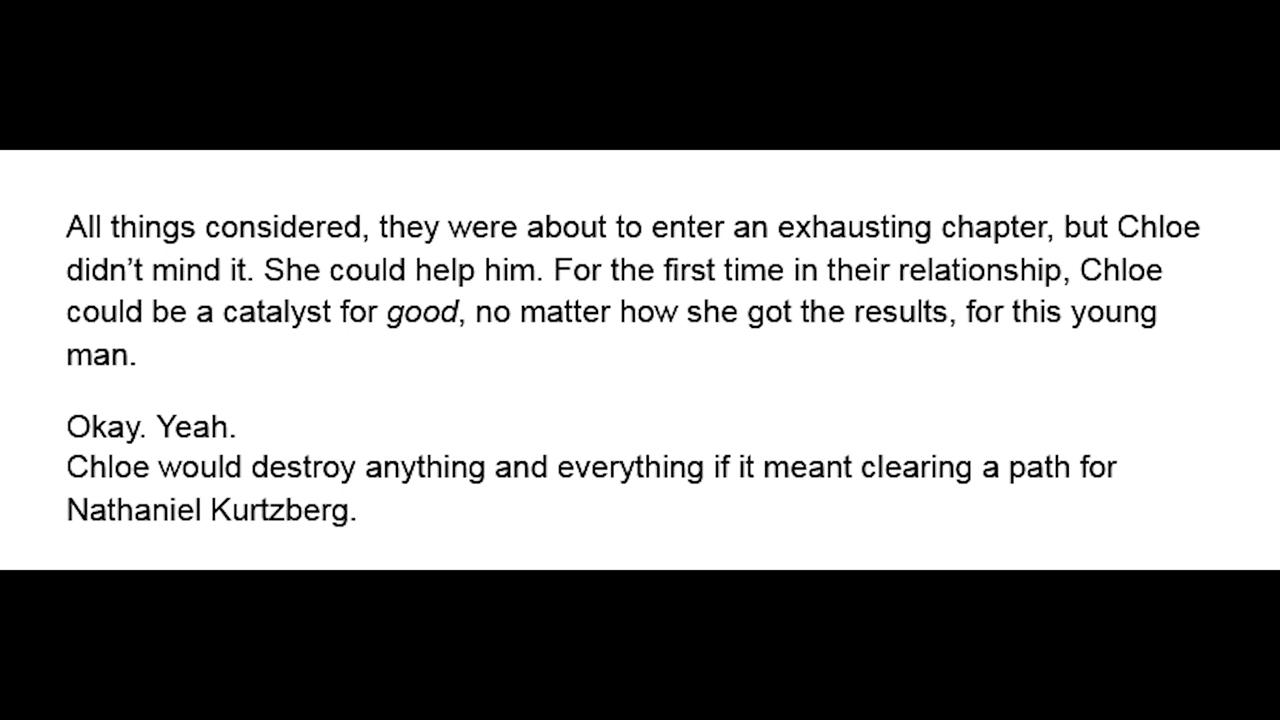 All things considered, they were about to enter an exhausting chapter, but Chloe
didn’t mind it. She could help him. For the first time in their relationship, Chloe
could be a catalyst for good, no matter how she got the results, for this young
man.
Okay. Yeah.
Chloe would destroy anything and everything if it meant clearing a path for
Nathaniel Kurtzberg.